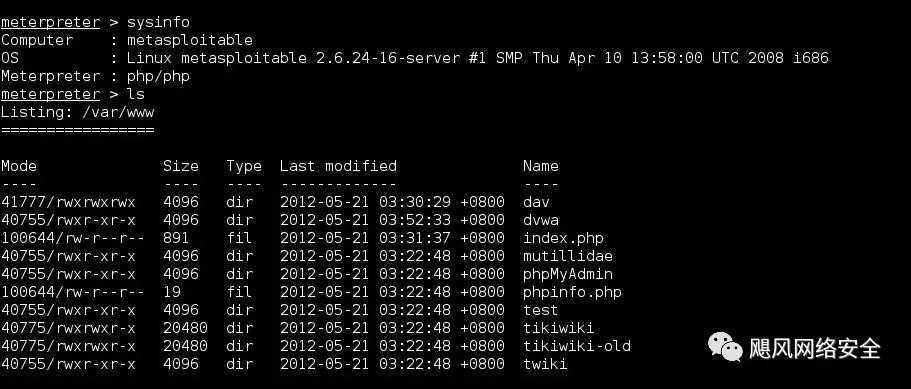 meterpreter > sysinfo
Computer    : metasploitable
OS          : Linux metasploitable 2.6.24-16-server #1 SMP Thu Apr 10 13:58:00 UTC 2008 i686
Meterpreter : php/php
meterpreter > ls
Listing: /var/www
=================
Mode              Size   Type  Last modified              Name
----              ----   ----  -------------              ----
41777/rwxrwxrwx   4096   dir   2012-05-21 03:30:29 +0800  dav
40755/rwxr-xr-x   4096   dir   2012-05-21 03:52:33 +0800  dvwa
100644/rw-r--r--  891    fil   2012-05-21 03:31:37 +0800  index.php
40755/rwxr-xr-x   4096   dir   2012-05-21 03:22:48 +0800  mutillidae
40755/rwxr-xr-x   4096   dir   2012-05-21 03:22:48 +0800  phpMyAdmin
100644/rw-r--r--  19     fil   2012-05-21 03:22:48 +0800  phpinfo.php
40755/rwxr-xr-x   4096   dir   2012-05-21 03:22:48 +0800  test
40775/rwxrwxr-x   20480  dir   2012-05-21 03:22:48 +0800  tikiwiki
40775/rwxrwxr-x   20480  dir   2012-05-21 03:22:48 +0800  tikiwiki-old
40755/rwxr-xr-x   4096   dir   2012-05-21 03:22:48 +0800  twiki
飓风网络安全